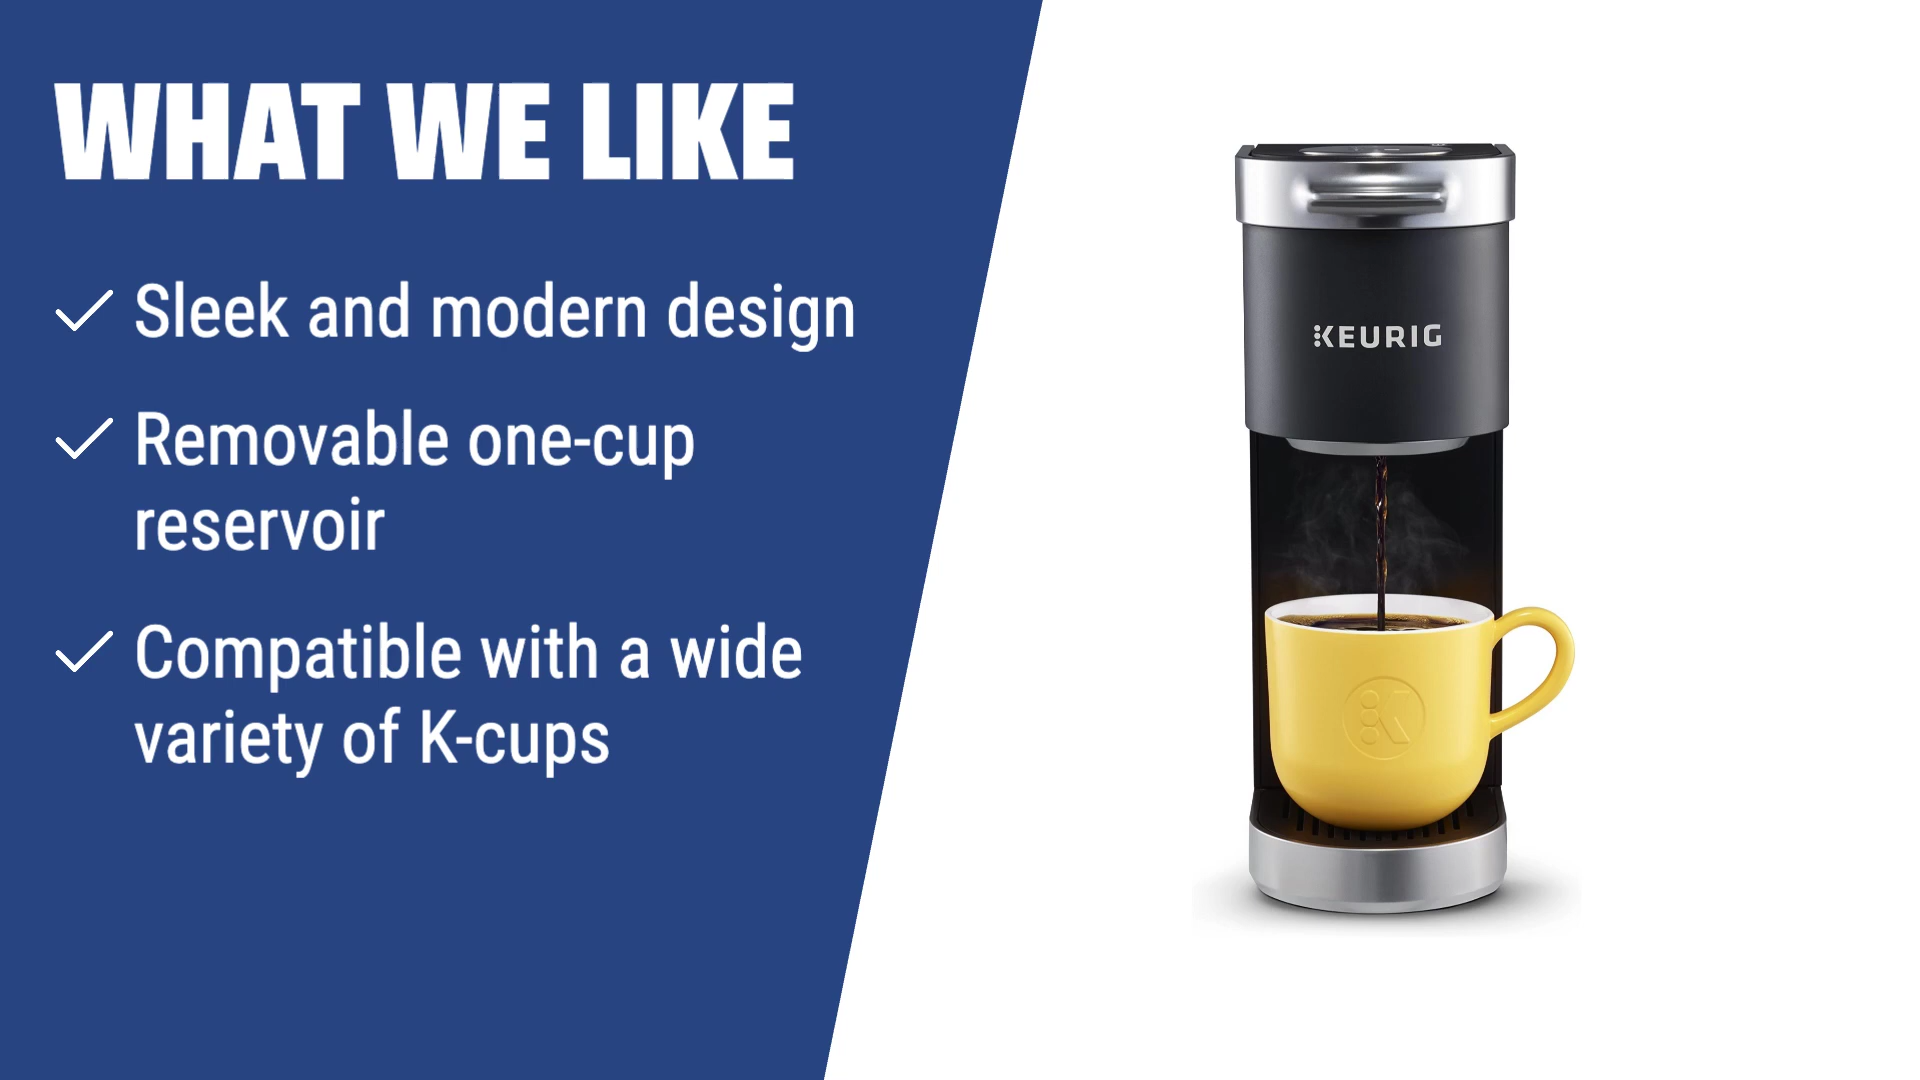 WHAT WE LIKE
Sleek and modern design
Removable one-cup
reservoir
Compatible with a wide
variety of K-cups
KEURIG
K